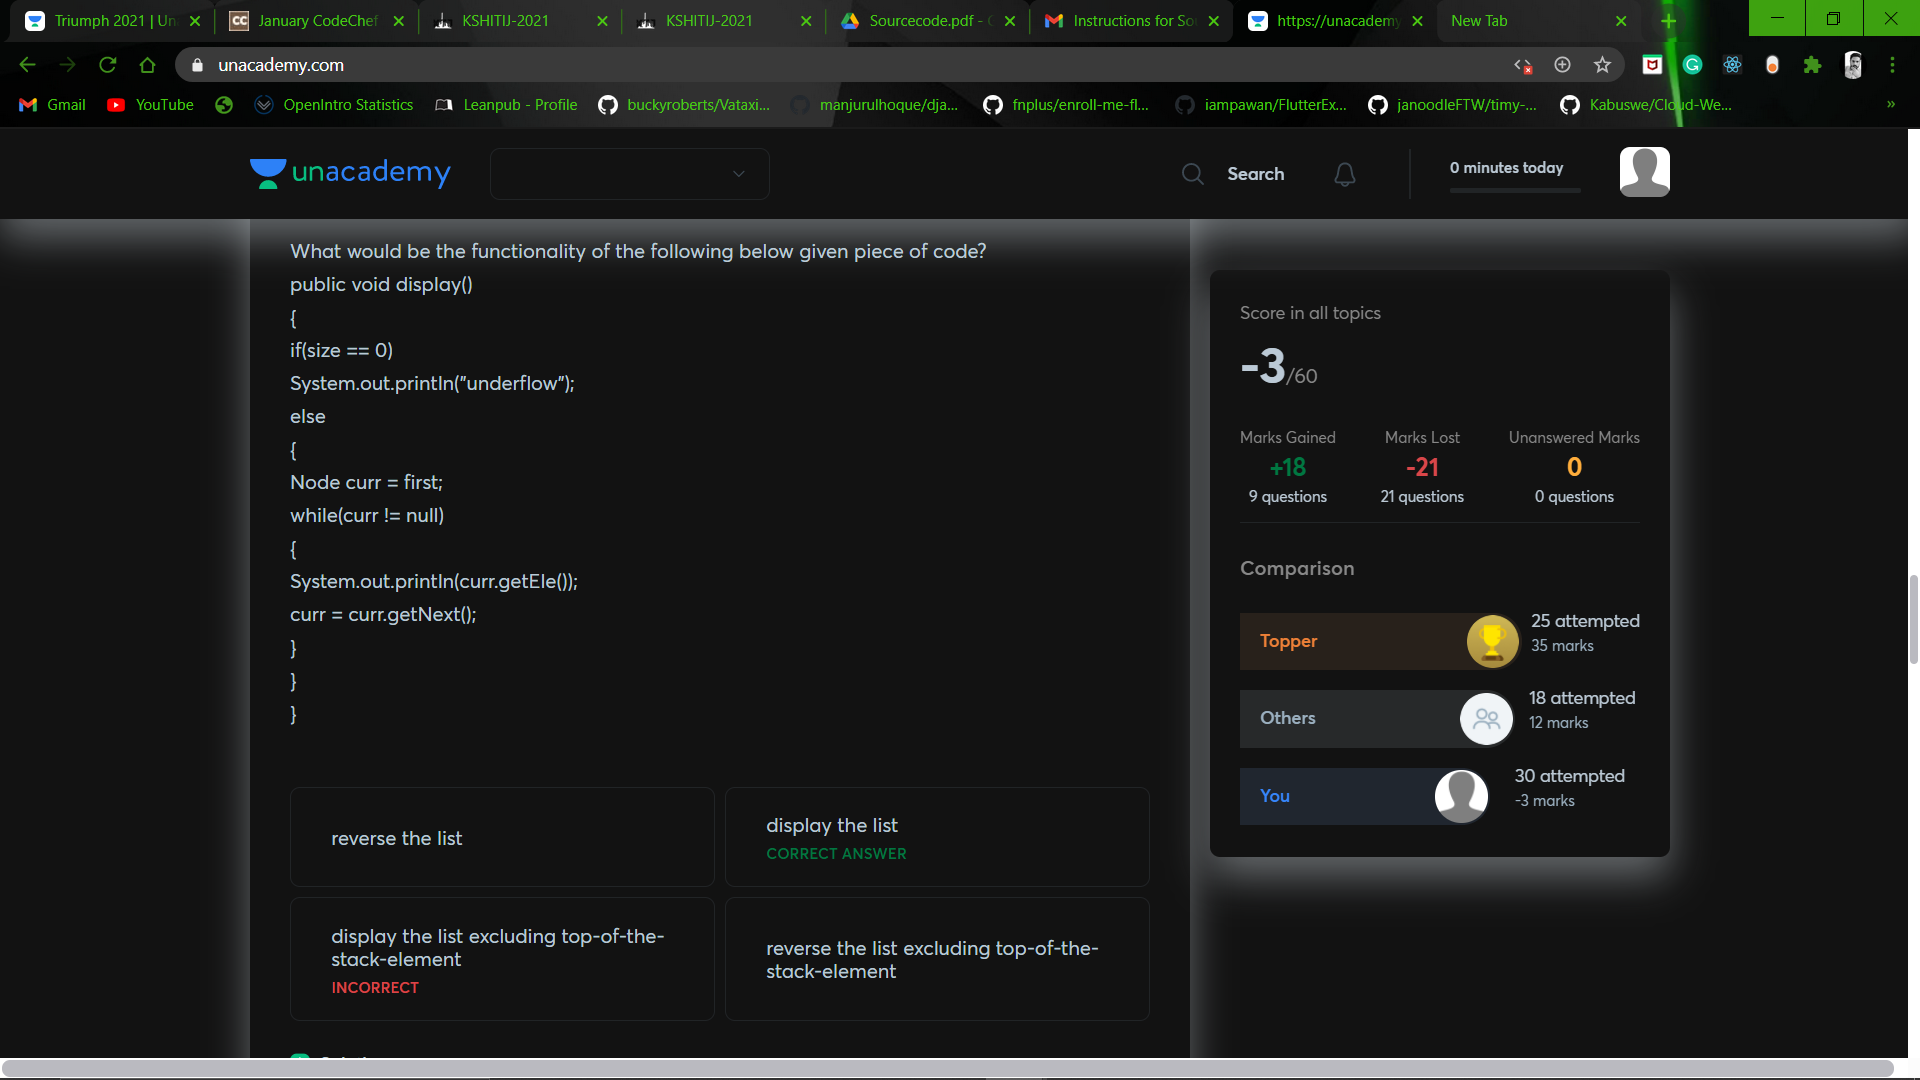 Triumph 2021 | Un
January CodeChef
KSHITIJ-2021
KSHITIJ-2021
Sourcecode.pdf -
Instructions for So
https://unacademy
New Tab
unacademy.com
Gmail
YouTube
OpenIntro Statistics
Leanpub - Profile
buckyroberts/Vataxi...
manjurulhoque/dja...
fnplus/enroll-me-fl...
iampawan/FlutterEx...
janoodleFTW/timy-...
Kabuswe/Cloud-We...
»
unacademy
Search
0 minutes today
What would be the functionality of the following below given piece of code?
public void display()
{
if(size == 0)
System.out.println("underflow");
else
{
Node curr = first;
while(curr != null)
{
System.out.println(curr.getEle());
curr = curr.getNext();
}
}
}
reverse the list
display the list
CORRECT ANSWER
display the list excluding top-of-the-
stack-element
INCORRECT
reverse the list excluding top-of-the-
stack-element
Score in all topics
-3/60
Marks Gained
+18
9 questions
Marks Lost
-21
21 questions
Unanswered Marks
0
0 questions
Comparison
Topper
25 attempted
35 marks
Others
18 attempted
12 marks
You
30 attempted
-3 marks